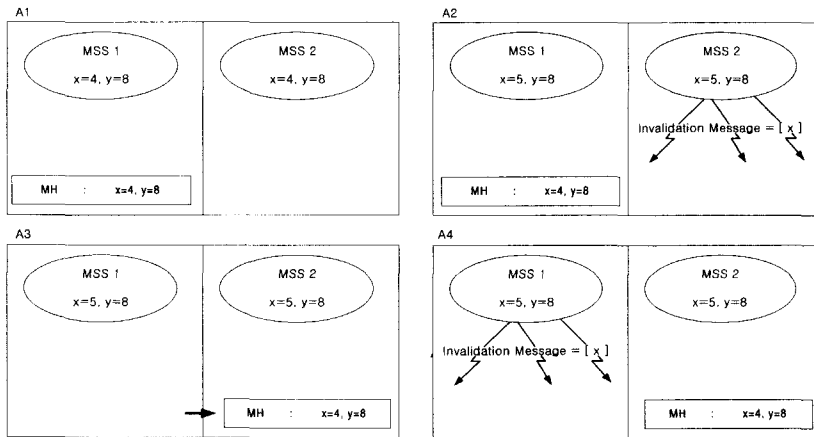 A1
MSS 1
x=4, y=8
MSS 2
x=4, y=8
MH : x=4, y=8
A2
MSS 1
x=5, y=8
MSS 2
x=5, y=8
Invalidation Message = [ x ]
MH : x=4, y=8
A3
MSS 1
x=5, y=8
MSS 2
x=5, y=8
MH : x=4, y=8
A4
MSS 1
x=5, y=8
Invalidation Message = [ x ]
MSS 2
x=5, y=8
MH : x=4, y=8